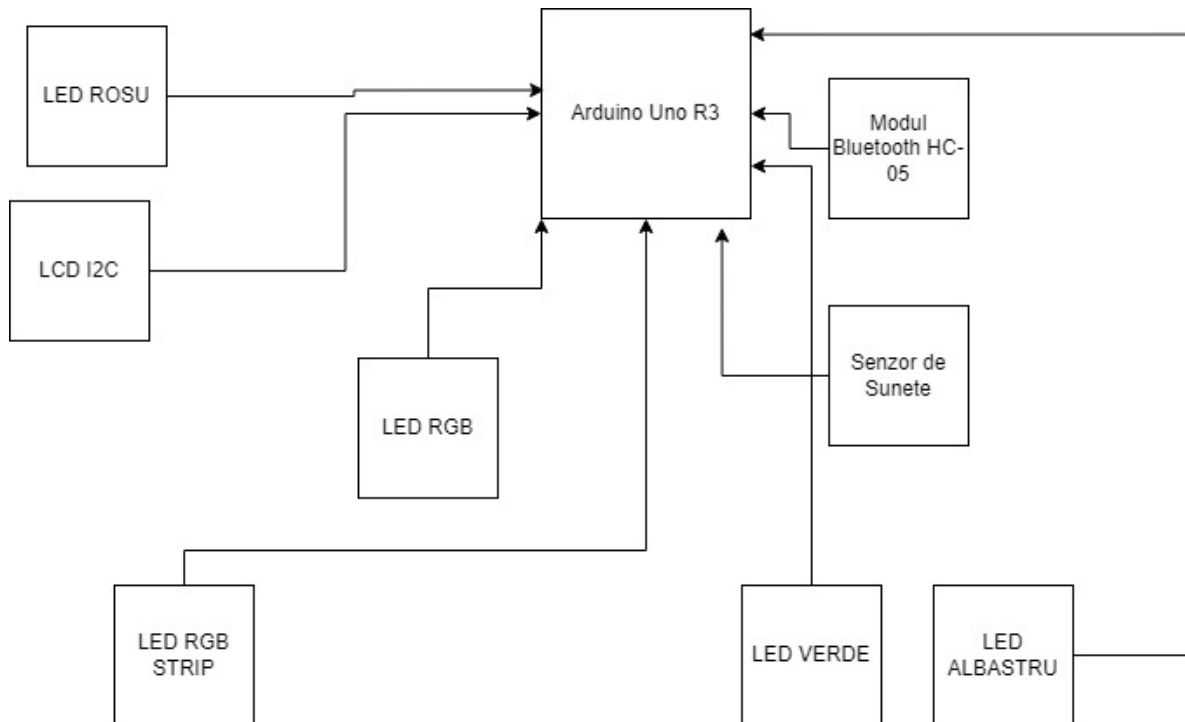 LED ROSU
Arduino Uno R3
Modul
Bluetooth HC-
05
LCD I2C
Senzor de
Sunete
LED RGB
LED RGB
STRIP
LED VERDE
LED
ALBASTRU